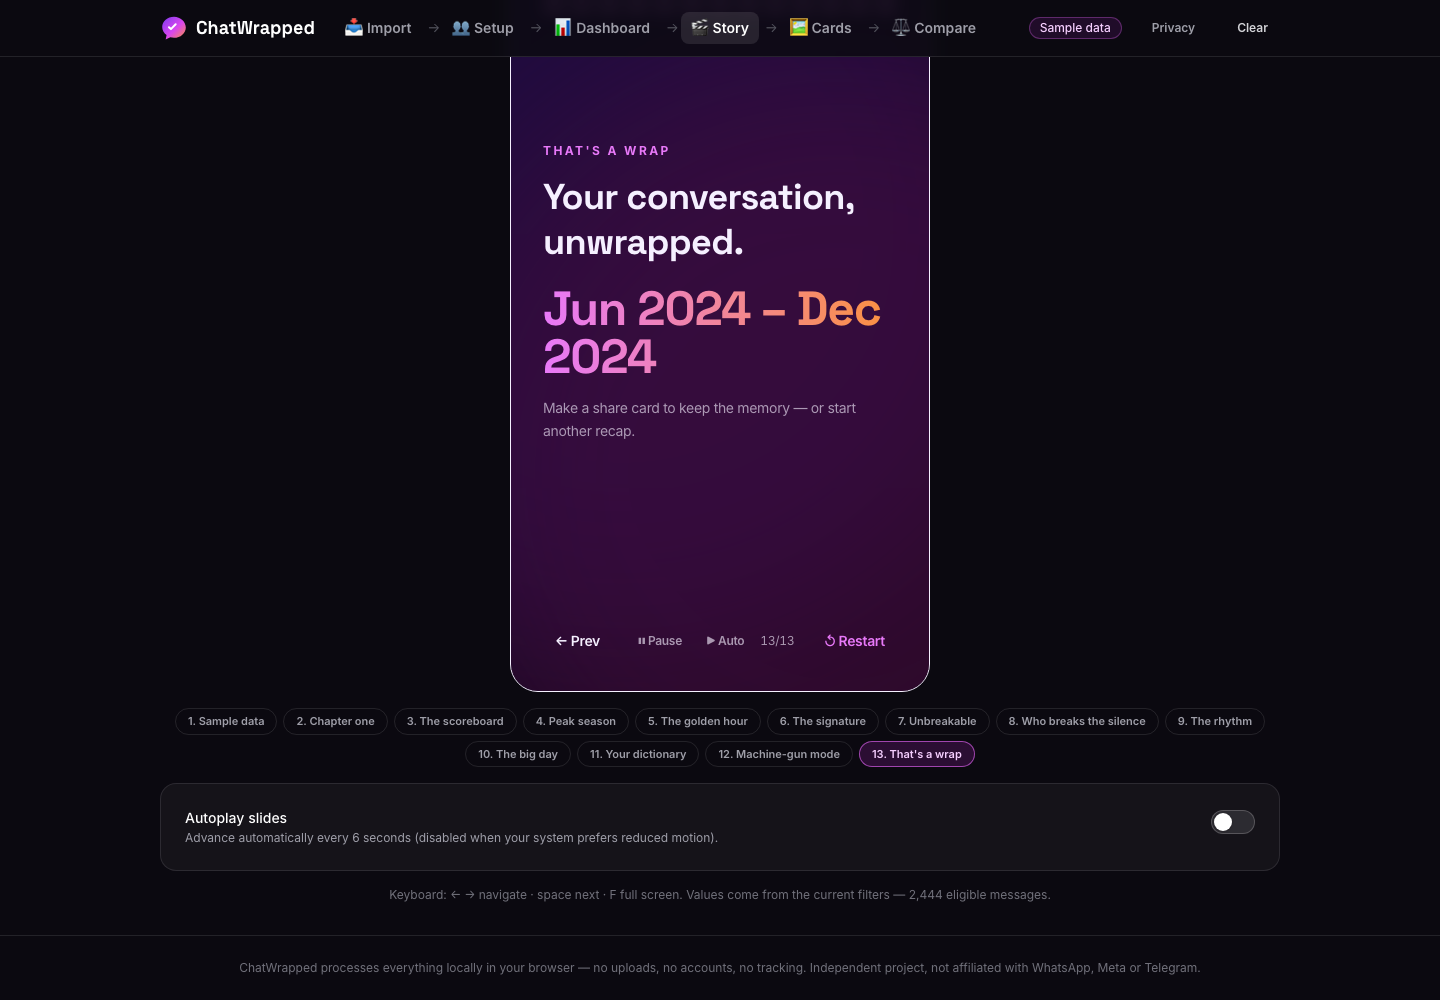 ChatWrapped
📥 Import → 👥 Setup → 📊 Dashboard → 🎬 Story → 🖼️ Cards → ⚖️ Compare
Sample data
Privacy
Clear
THAT'S A WRAP
Your conversation,
unwrapped.
Jun 2024 – Dec
2024
Make a share card to keep the memory — or start
another recap.
← Prev
⏸ Pause
▶ Auto
13/13
↺ Restart
1. Sample data
2. Chapter one
3. The scoreboard
4. Peak season
5. The golden hour
6. The signature
7. Unbreakable
8. Who breaks the silence
9. The rhythm
10. The big day
11. Your dictionary
12. Machine-gun mode
13. That's a wrap
Autoplay slides
Advance automatically every 6 seconds (disabled when your system prefers reduced motion).
Keyboard: ← → navigate · space next · F full screen. Values come from the current filters — 2,444 eligible messages.
ChatWrapped processes everything locally in your browser — no uploads, no accounts, no tracking. Independent project, not affiliated with WhatsApp, Meta or Telegram.